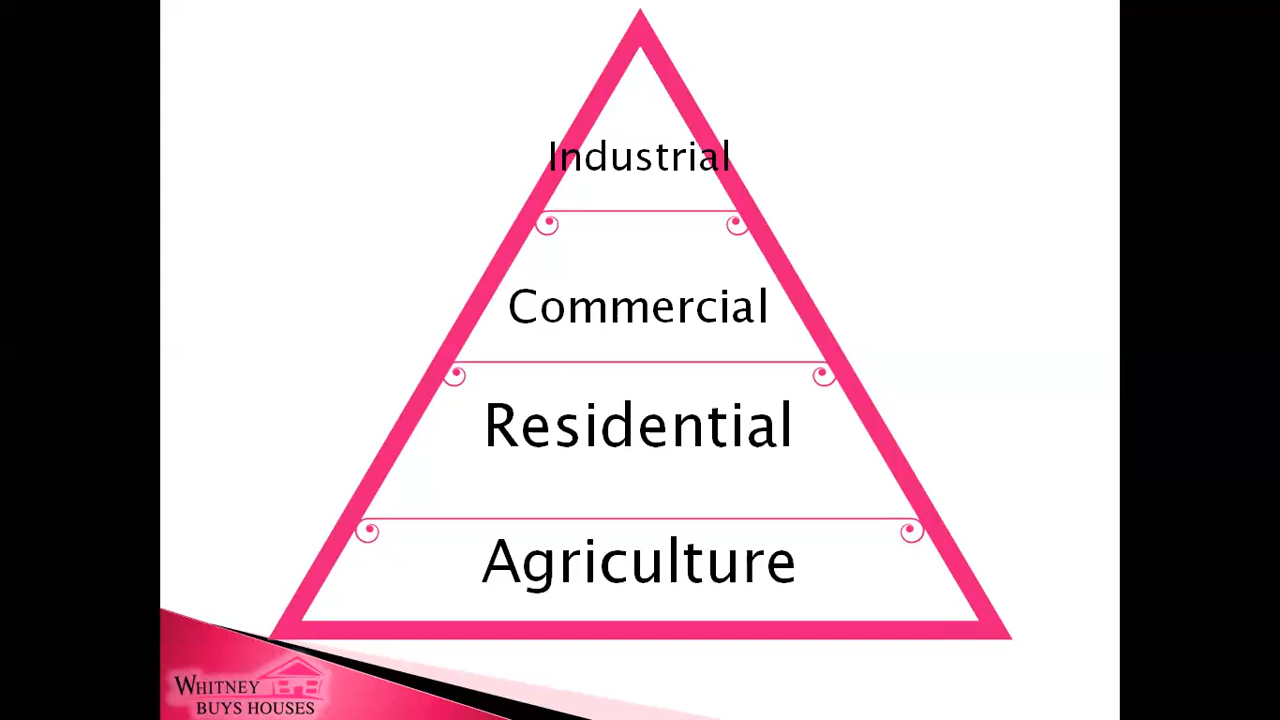 Industrial
Commercial
Residential
Agriculture
WHITNEY
BUYS HOUSES